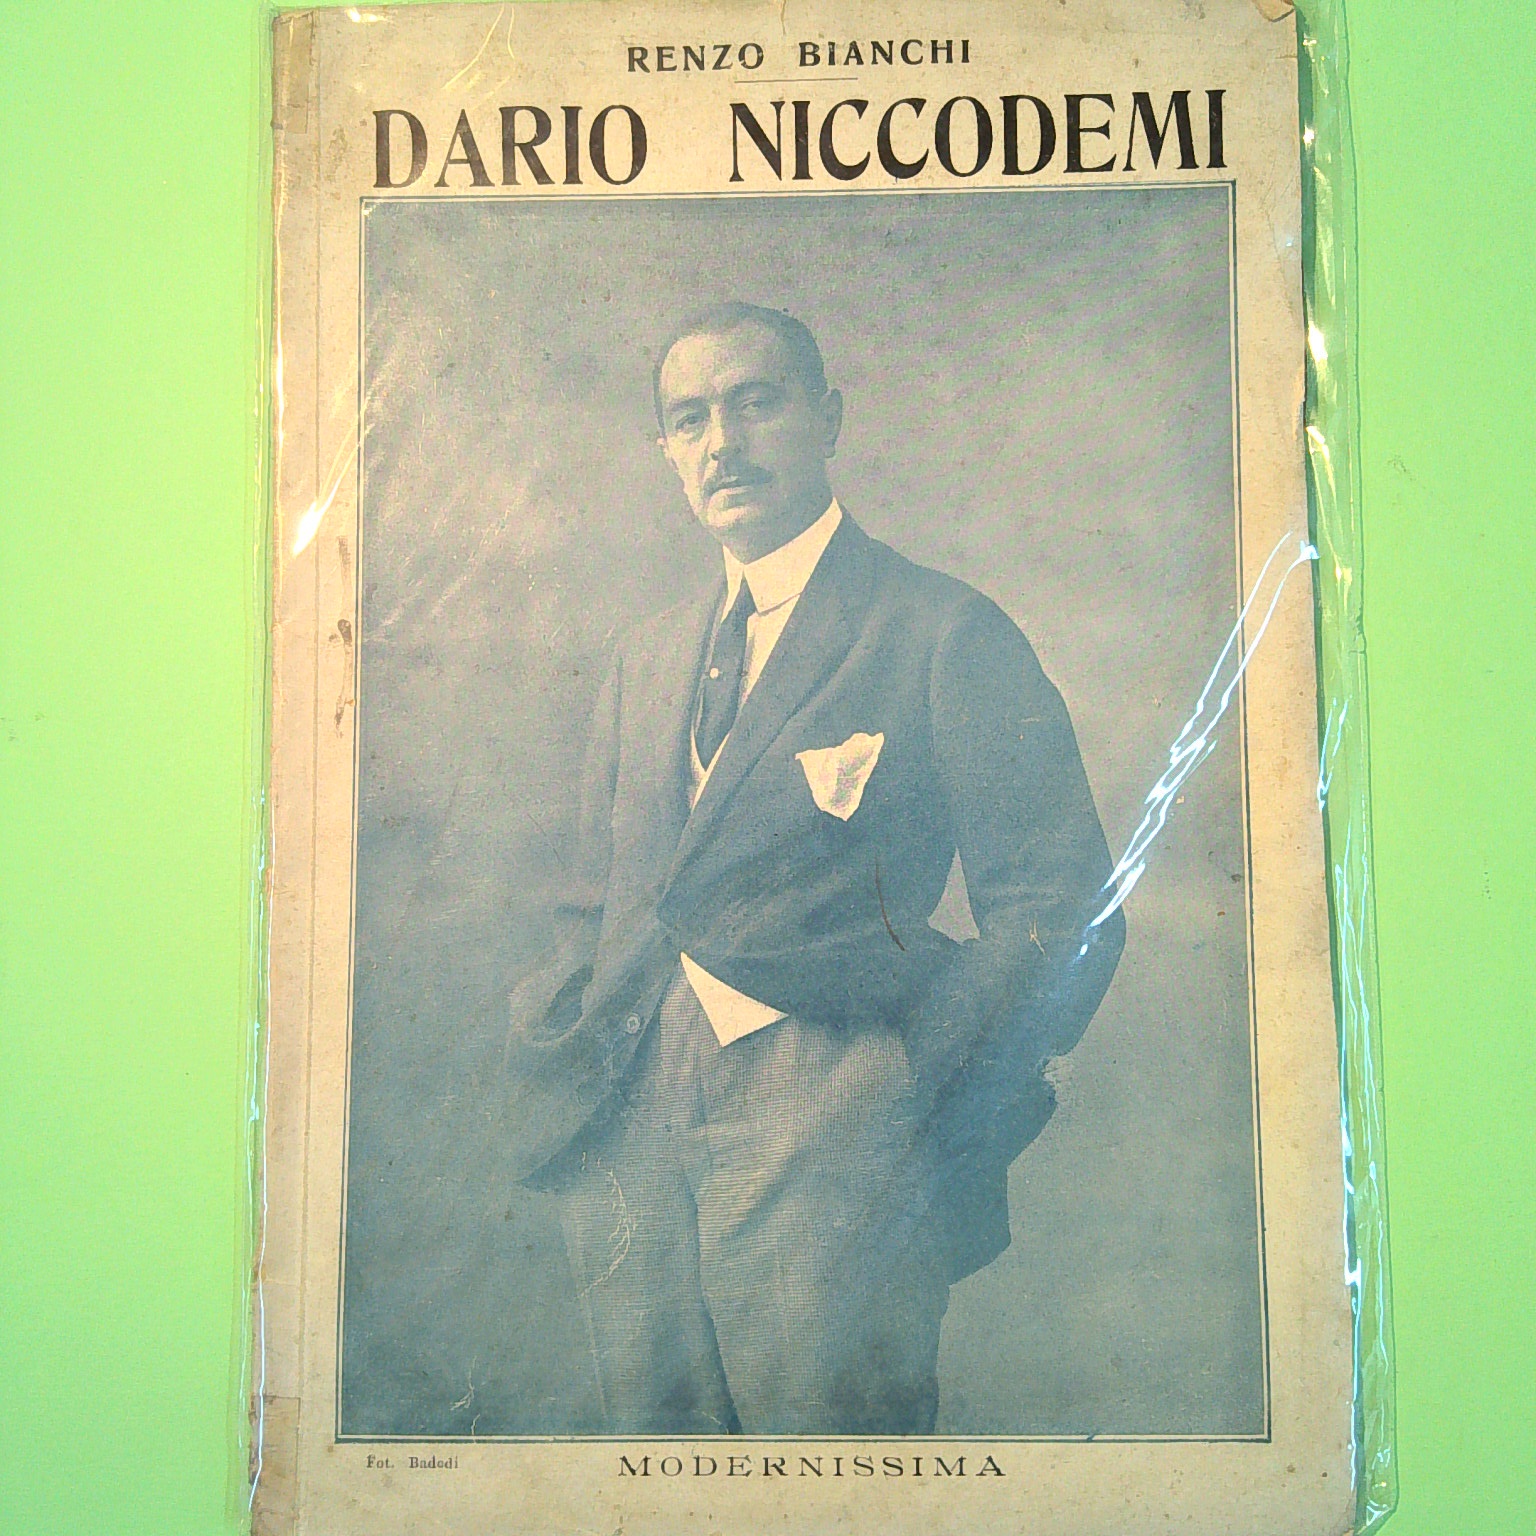 RENZO BIANCHI
DARIO NICCODEMI
Fot. Badodi
MODERNISSIMA